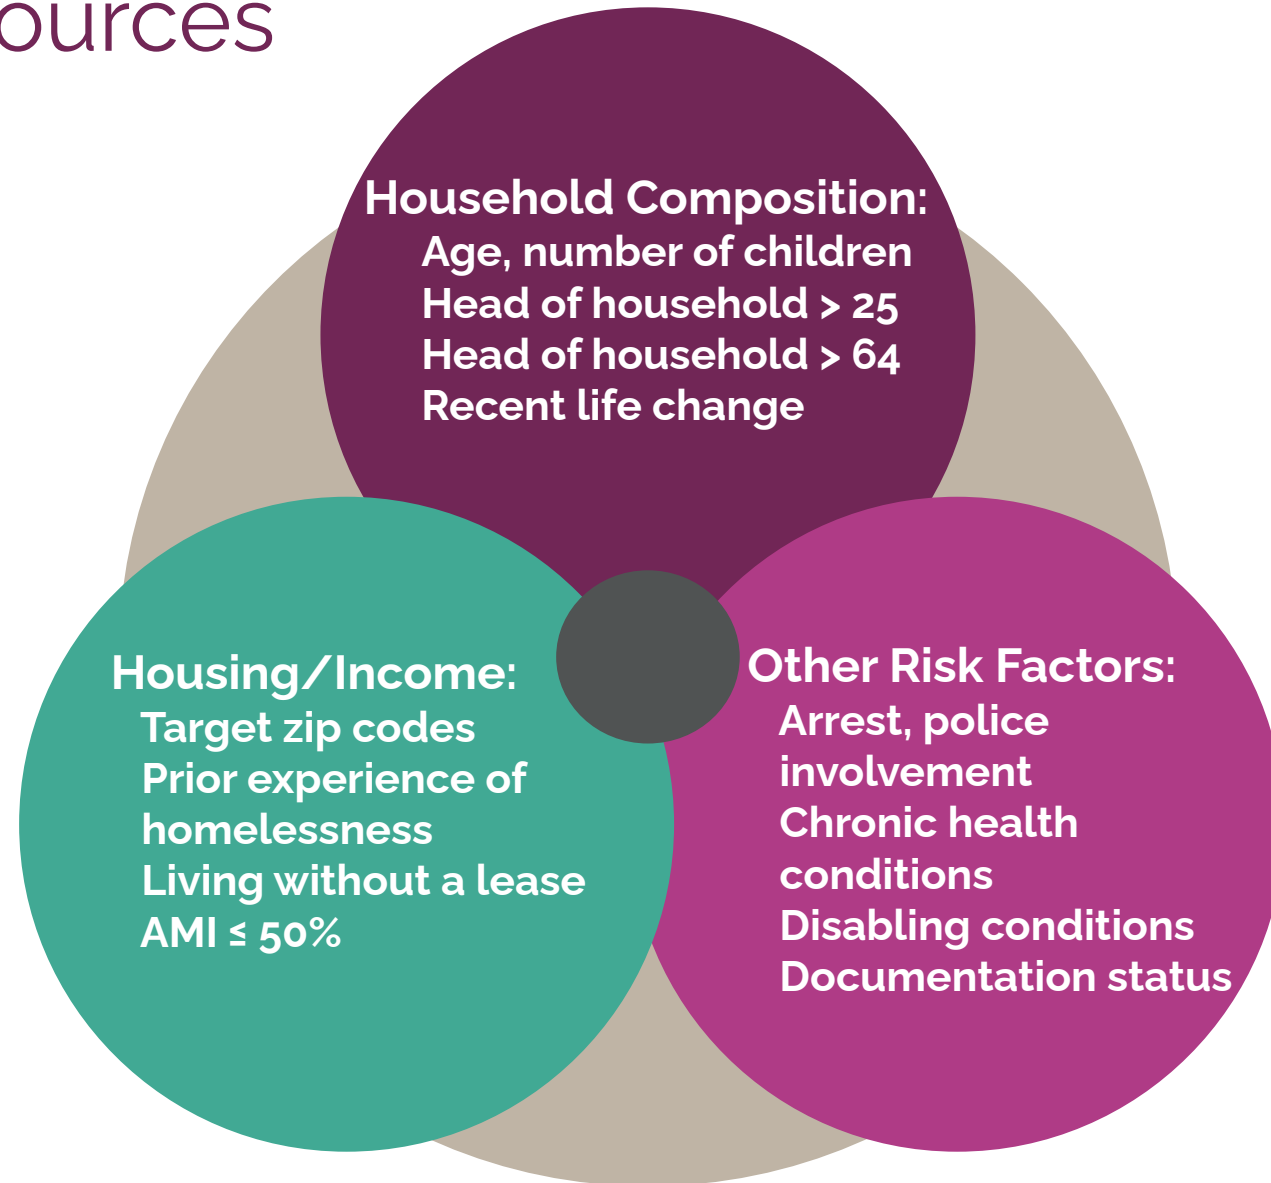 ources
Household Composition:
Age, number of children
Head of household > 25
Head of household > 64
Recent life change
Housing/Income:
Target zip codes
Prior experience of
homelessness
Living without a lease
AMI ≤ 50%
Other Risk Factors:
Arrest, police
involvement
Chronic health
conditions
Disabling conditions
Documentation status